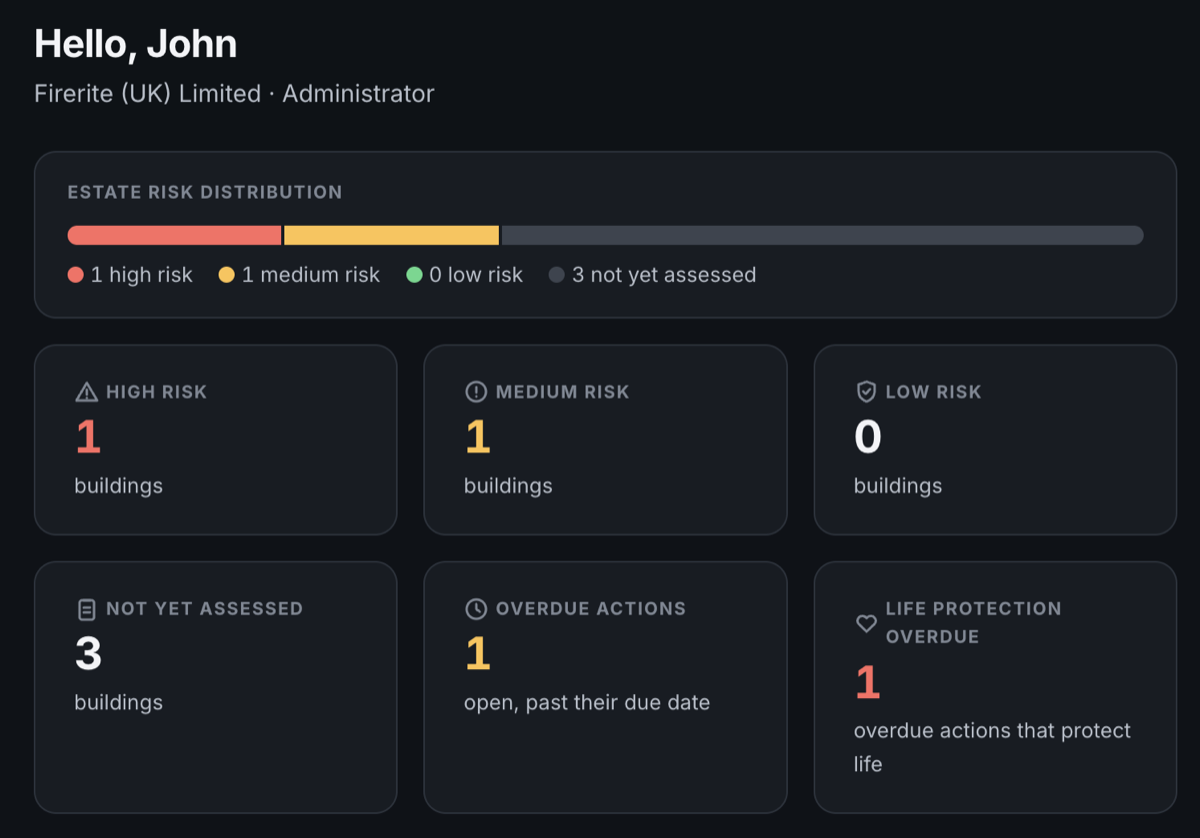 Hello, John
Firerite (UK) Limited · Administrator
ESTATE RISK DISTRIBUTION
1 high risk 1 medium risk 0 low risk 3 not yet assessed
HIGH RISK
1
buildings
MEDIUM RISK
1
buildings
LOW RISK
0
buildings
NOT YET ASSESSED
3
buildings
OVERDUE ACTIONS
1
open, past their due date
LIFE PROTECTION
OVERDUE
1
overdue actions that protect
life